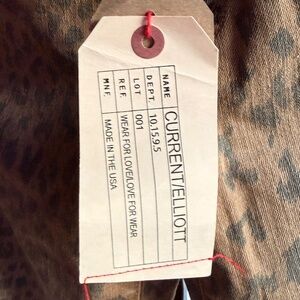 NAME CURRENT/ELLIOTT
DEPT. 10.15.9.5
LOT 001
REF. WEAR FOR LOVE/LOVE FOR WEAR
MNF. MADE IN THE USA